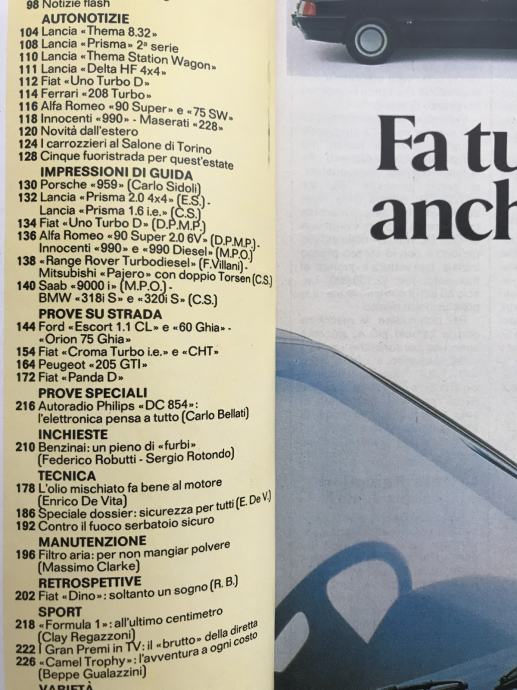 98 Notizie flash
AUTONOTIZIE
104 Lancia «Thema 8.32»
108 Lancia «Prisma» 2ª serie
110 Lancia «Thema Station Wagon»
111 Lancia «Delta HF 4x4»
112 Fiat «Uno Turbo D»
114 Ferrari «208 Turbo»
116 Alfa Romeo «90 Super» e «75 SW»
118 Innocenti «990» - Maserati «228»
120 Novità dall'estero
124 I carrozzieri al Salone di Torino
128 Cinque fuoristrada per quest'estate
IMPRESSIONI DI GUIDA
130 Porsche «959» (Carlo Sidoli)
132 Lancia «Prisma 2.0 4x4» (E.S.) -
Lancia «Prisma 1.6 i.e.» (C.S.)
134 Fiat «Uno Turbo D» (D.P.M.P.)
136 Alfa Romeo «90 Super 2.0 6V» (D.P.M.P.) -
Innocenti «990» e «990 Diesel» (M.P.O.)
138 «Range Rover Turbodiesel» (F.Villani) -
Mitsubishi «Pajero» con doppio Torsen (C.S.)
140 Saab «9000 i» (M.P.O.) -
BMW «318i S» e «320i S» (C.S.)
PROVE SU STRADA
144 Ford «Escort 1.1 CL» e «60 Ghia» -
«Orion 75 Ghia»
154 Fiat «Croma Turbo i.e.» e «CHT»
164 Peugeot «205 GTI»
172 Fiat «Panda D»
PROVE SPECIALI
216 Autoradio Philips «DC 854»:
l'elettronica pensa a tutto (Carlo Bellati)
INCHIESTE
210 Benzinai: un pieno di «furbi»
(Federico Robutti - Sergio Rotondo)
TECNICA
178 L'olio mischiato fa bene al motore
(Enrico De Vita)
186 Speciale dossier: sicurezza per tutti (E. De V.)
192 Contro il fuoco serbatoio sicuro
MANUTENZIONE
196 Filtro aria: per non mangiar polvere
(Massimo Clarke)
RETROSPETTIVE
202 Fiat «Dino»: soltanto un sogno (R. B.)
SPORT
218 «Formula 1»: all'ultimo centimetro
(Clay Regazzoni)
222 I Gran Premi in TV: il «brutto» della diretta
226 «Camel Trophy»: l'avventura a ogni costo
(Beppe Gualazzini)
VARIETÀ
Fa tu
anch